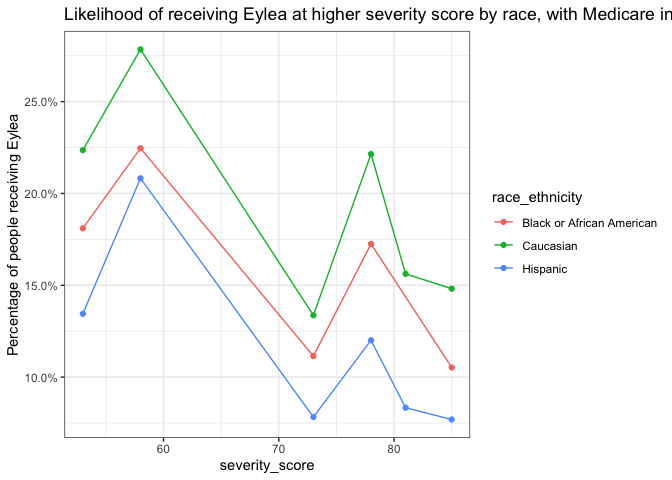 Likelihood of receiving Eylea at higher severity score by race, with Medicare in
Percentage of people receiving Eylea
25.0%
20.0%
15.0%
10.0%
60
70
80
severity_score
race_ethnicity
Black or African American
Caucasian
Hispanic